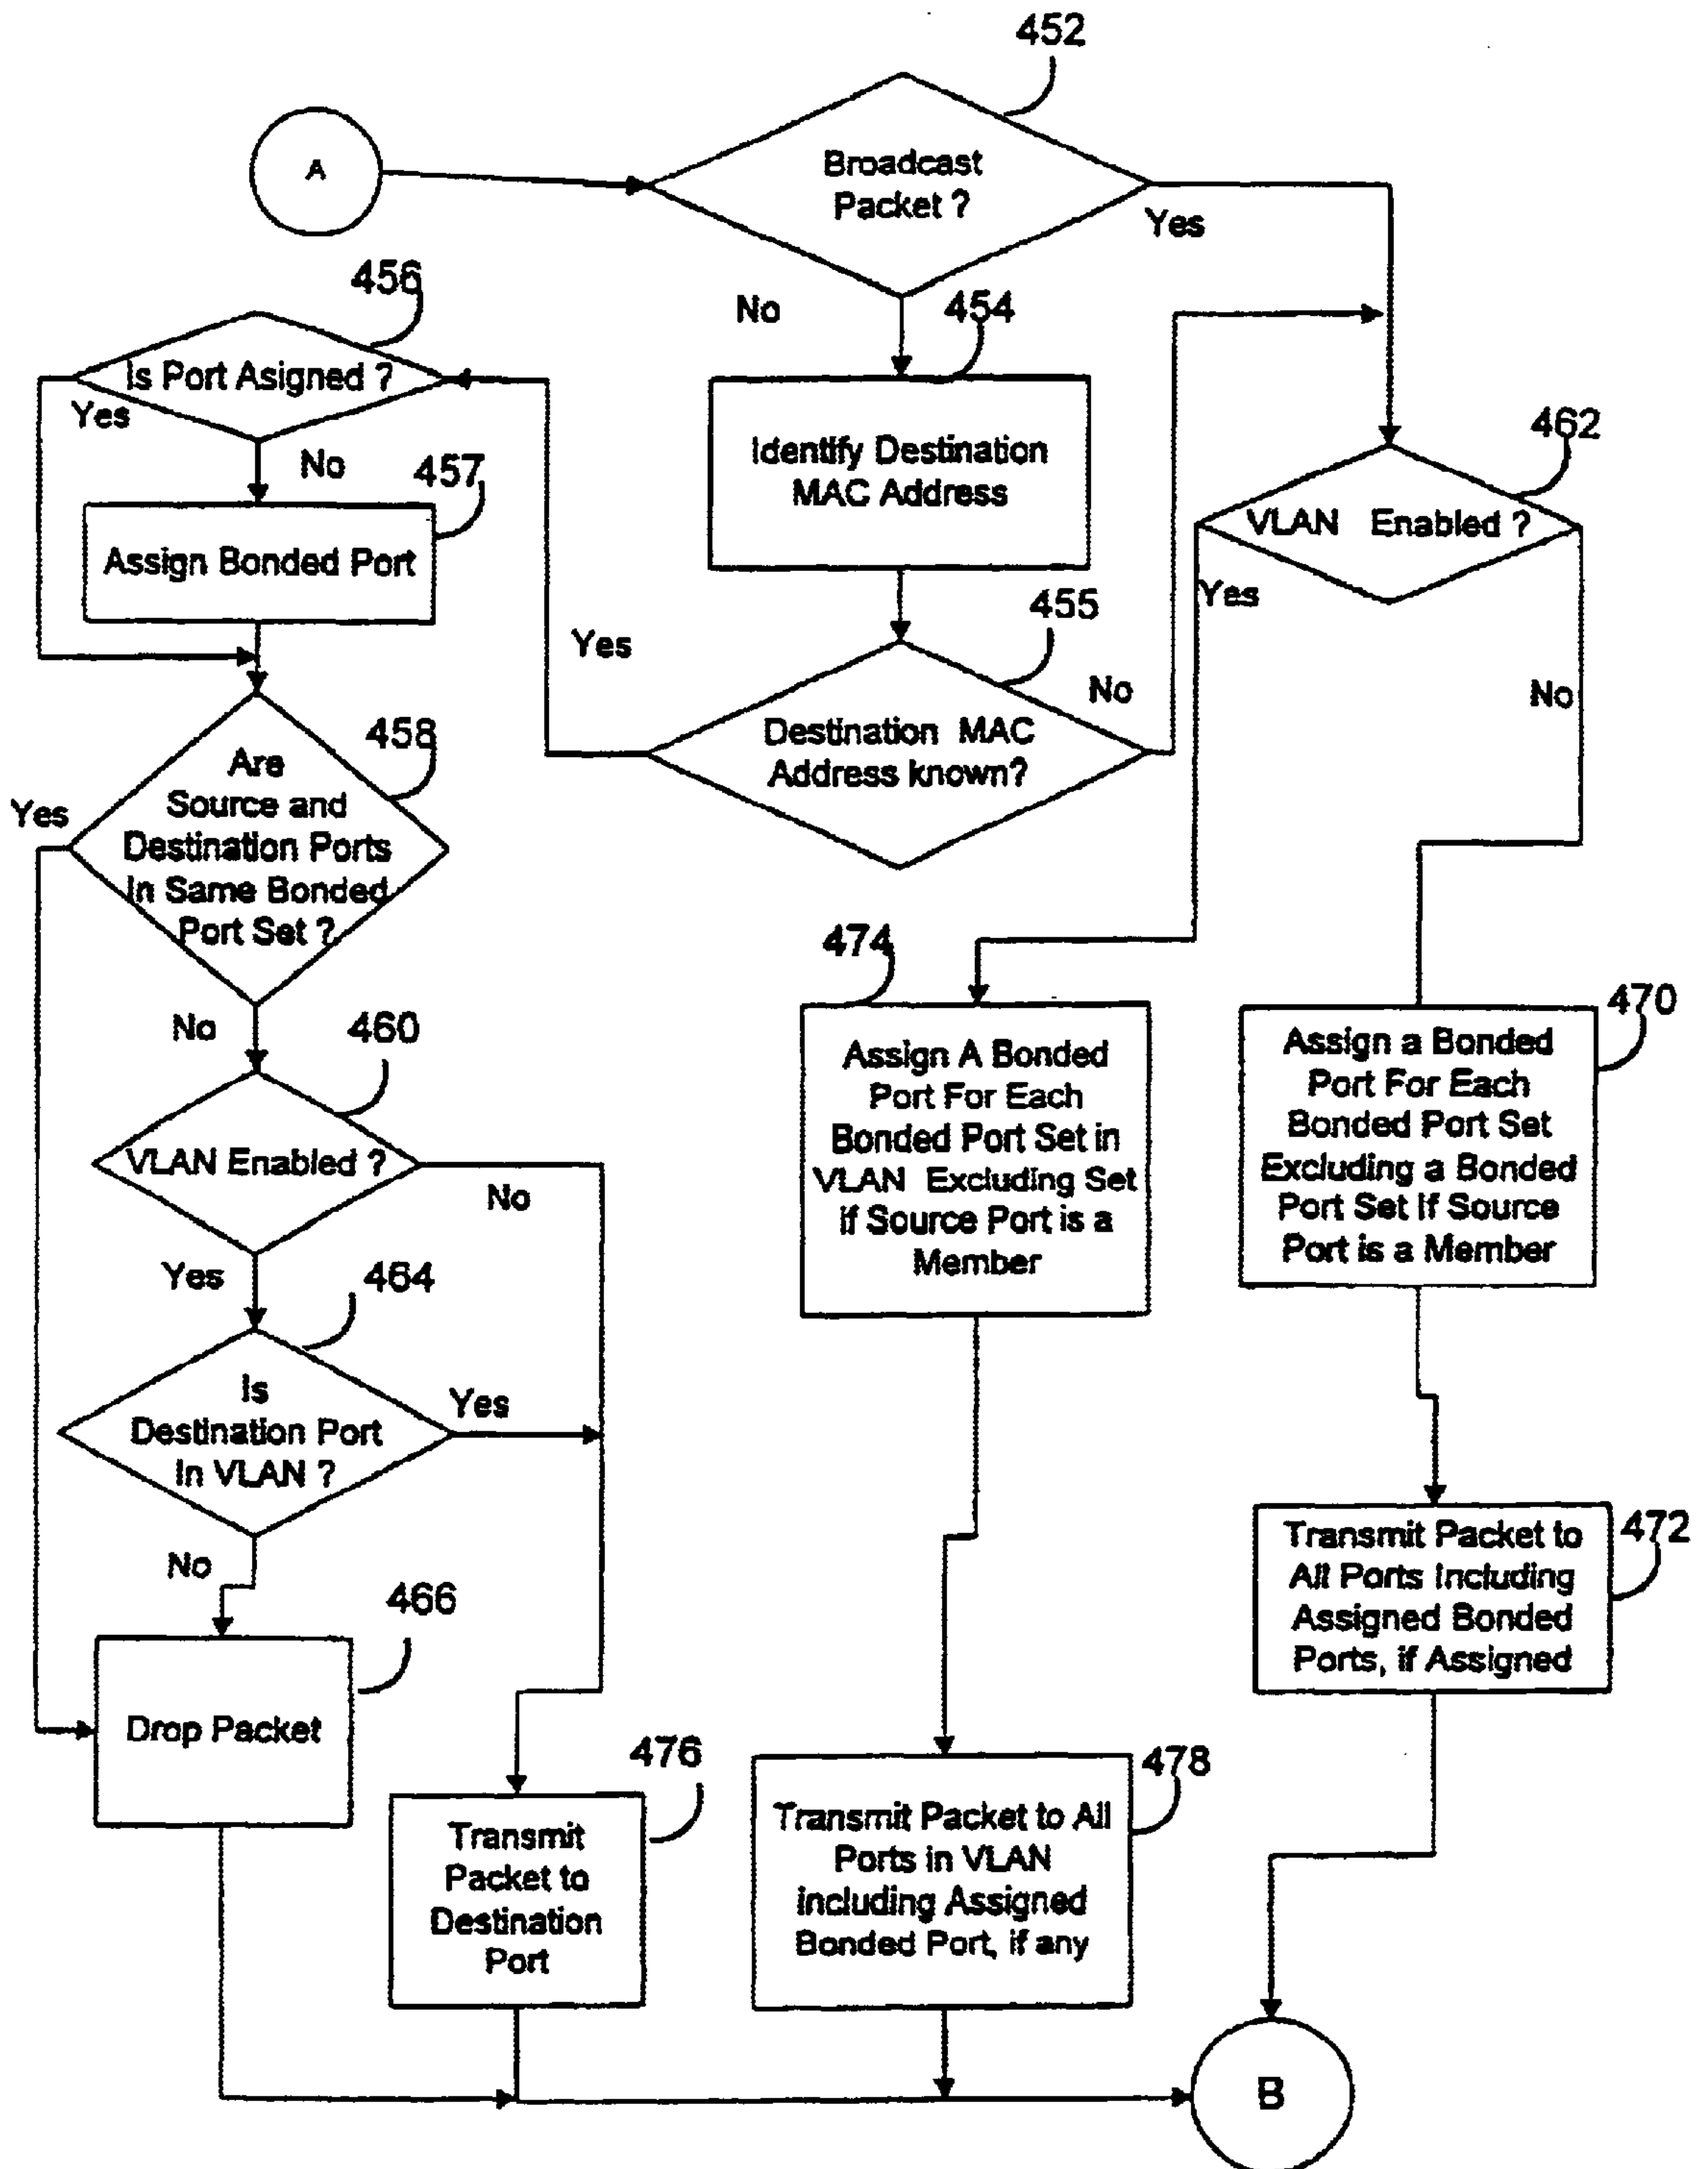 452
A
Broadcast
Packet ?
Yes
No
456
Is Port Asigned ?
Yes
No
454
Identify Destination
MAC Address
462
VLAN Enabled ?
Yes
No
457
Assign Bonded Port
455
Destination MAC
Address known?
Yes
No
458
Are
Source and
Destination Ports
In Same Bonded
Port Set ?
Yes
No
460
VLAN Enabled ?
No
Yes
474
Assign A Bonded
Port For Each
Bonded Port Set in
VLAN Excluding Set
if Source Port is a
Member
470
Assign a Bonded
Port For Each
Bonded Port Set
Excluding a Bonded
Port Set if Source
Port is a Member
464
Is
Destination Port
In VLAN ?
Yes
No
466
Drop Packet
472
Transmit Packet to
All Ports Including
Assigned Bonded
Ports, if Assigned
476
Transmit
Packet to
Destination
Port
478
Transmit Packet to All
Ports in VLAN
including Assigned
Bonded Port, if any
B